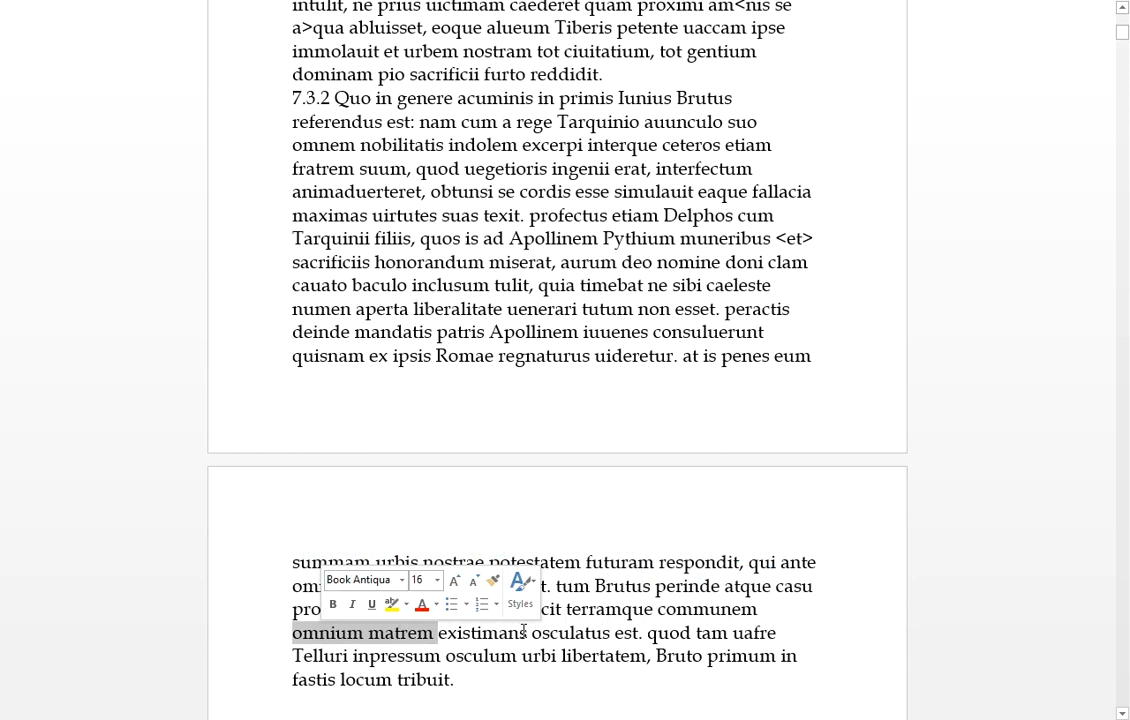 intulit, ne prius uictimam caederet quam proximi am<nis se
a>qua abluisset, eoque alueum Tiberis petente uaccam ipse
immolauit et urbem nostram tot ciuitatium, tot gentium
dominam pio sacrificii furto reddidit.
7.3.2 Quo in genere acuminis in primis Iunius Brutus
referendus est: nam cum a rege Tarquinio auunculo suo
omnem nobilitatis indolem excerpi interque ceteros etiam
fratrem suum, quod uegetioris ingenii erat, interfectum
animaduerteret, obtunsi se cordis esse simulauit eaque fallacia
maximas uirtutes suas texit. profectus etiam Delphos cum
Tarquinii filiis, quos is ad Apollinem Pythium muneribus <et>
sacrificiis honorandum miserat, aurum deo nomine doni clam
cauato baculo inclusum tulit, quia timebat ne sibi caeleste
numen aperta liberalitate uenerari tutum non esset. peractis
deinde mandatis patris Apollinem iuuenes consuluerunt
quisnam ex ipsis Romae regnaturus uideretur. at is penes eum
summam urbis nostrae potestatem futuram respondit, qui ante
tum Brutus perinde atque casu
Book Antiqua 16 A A A
B I U ab A Styles
terramque communem
omnium matrem existimans osculatus est. quod tam uafre
Telluri inpressum osculum urbi libertatem, Bruto primum in
fastis locum tribuit.